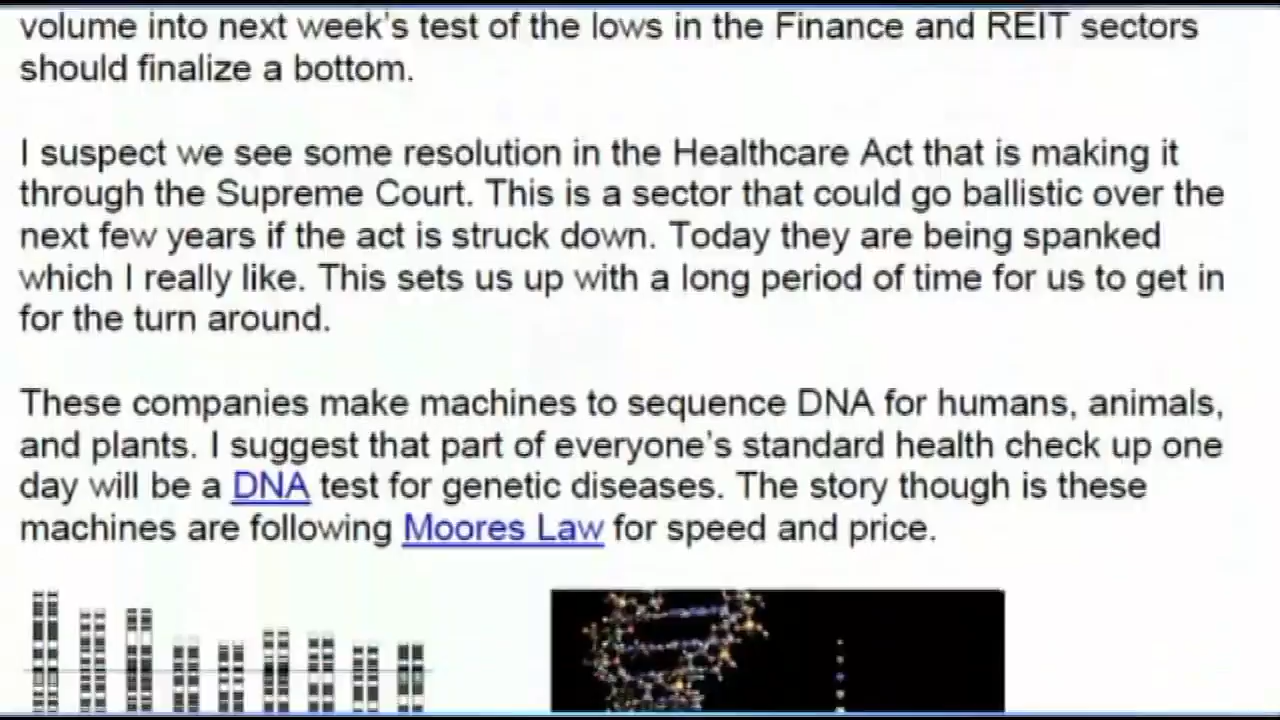 volume into next week's test of the lows in the Finance and REIT sectors
should finalize a bottom.
I suspect we see some resolution in the Healthcare Act that is making it
through the Supreme Court. This is a sector that could go ballistic over the
next few years if the act is struck down. Today they are being spanked
which I really like. This sets us up with a long period of time for us to get in
for the turn around.
These companies make machines to sequence DNA for humans, animals,
and plants. I suggest that part of everyone's standard health check up one
day will be a DNA test for genetic diseases. The story though is these
machines are following Moores Law for speed and price.